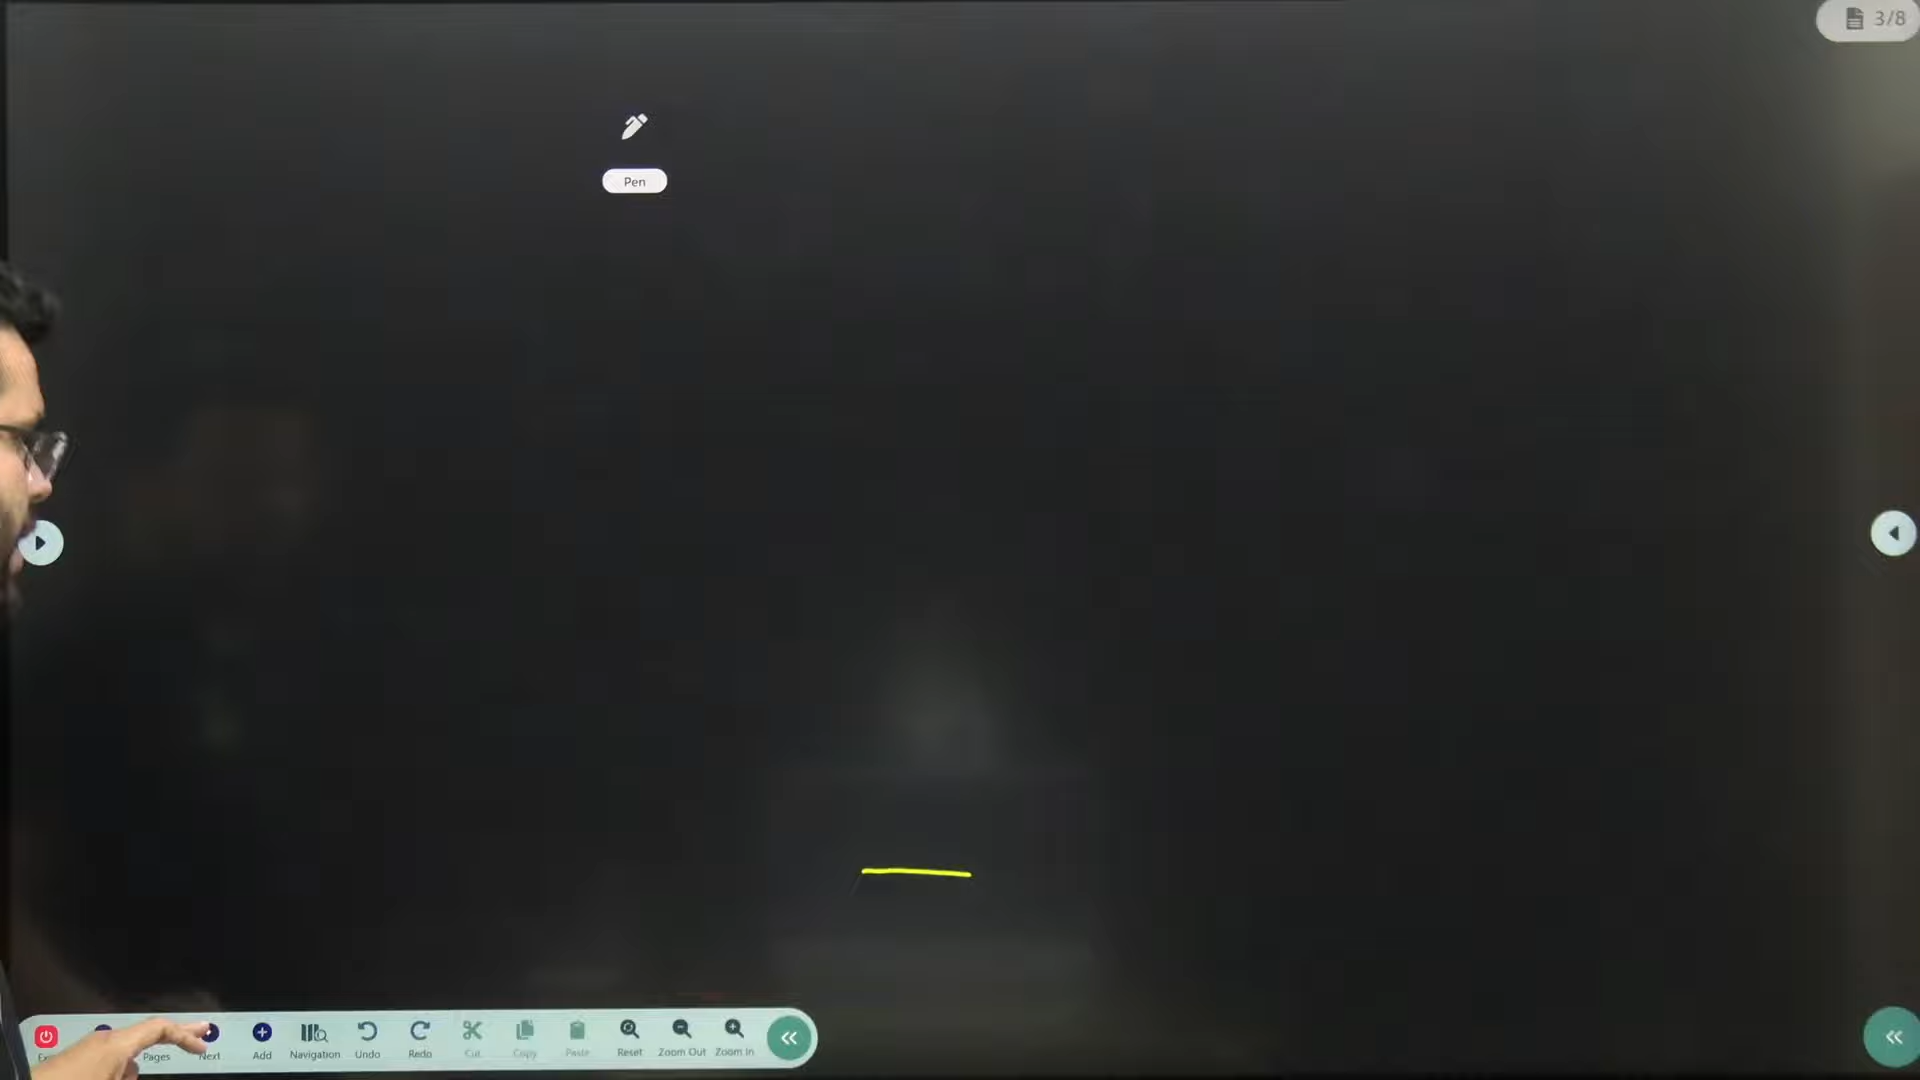 3/8
Pen
Pages Next Add Navigation Undo Redo Cut Copy Paste Reset Zoom Out Zoom In